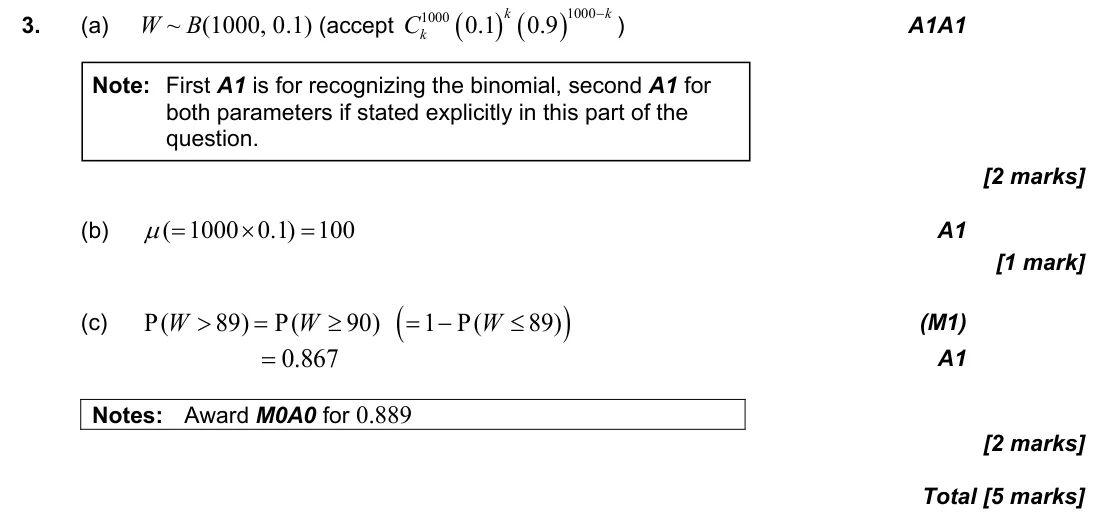 3. (a) W ~ B(1000, 0.1) (accept C_k^1000 (0.1)^k (0.9)^(1000−k) ) A1A1
Note: First A1 is for recognizing the binomial, second A1 for
both parameters if stated explicitly in this part of the
question.
[2 marks]
(b) μ(= 1000 × 0.1) = 100 A1
[1 mark]
(c) P(W > 89) = P(W ≥ 90) (= 1 − P(W ≤ 89)) (M1)
= 0.867 A1
Notes: Award M0A0 for 0.889
[2 marks]
Total [5 marks]